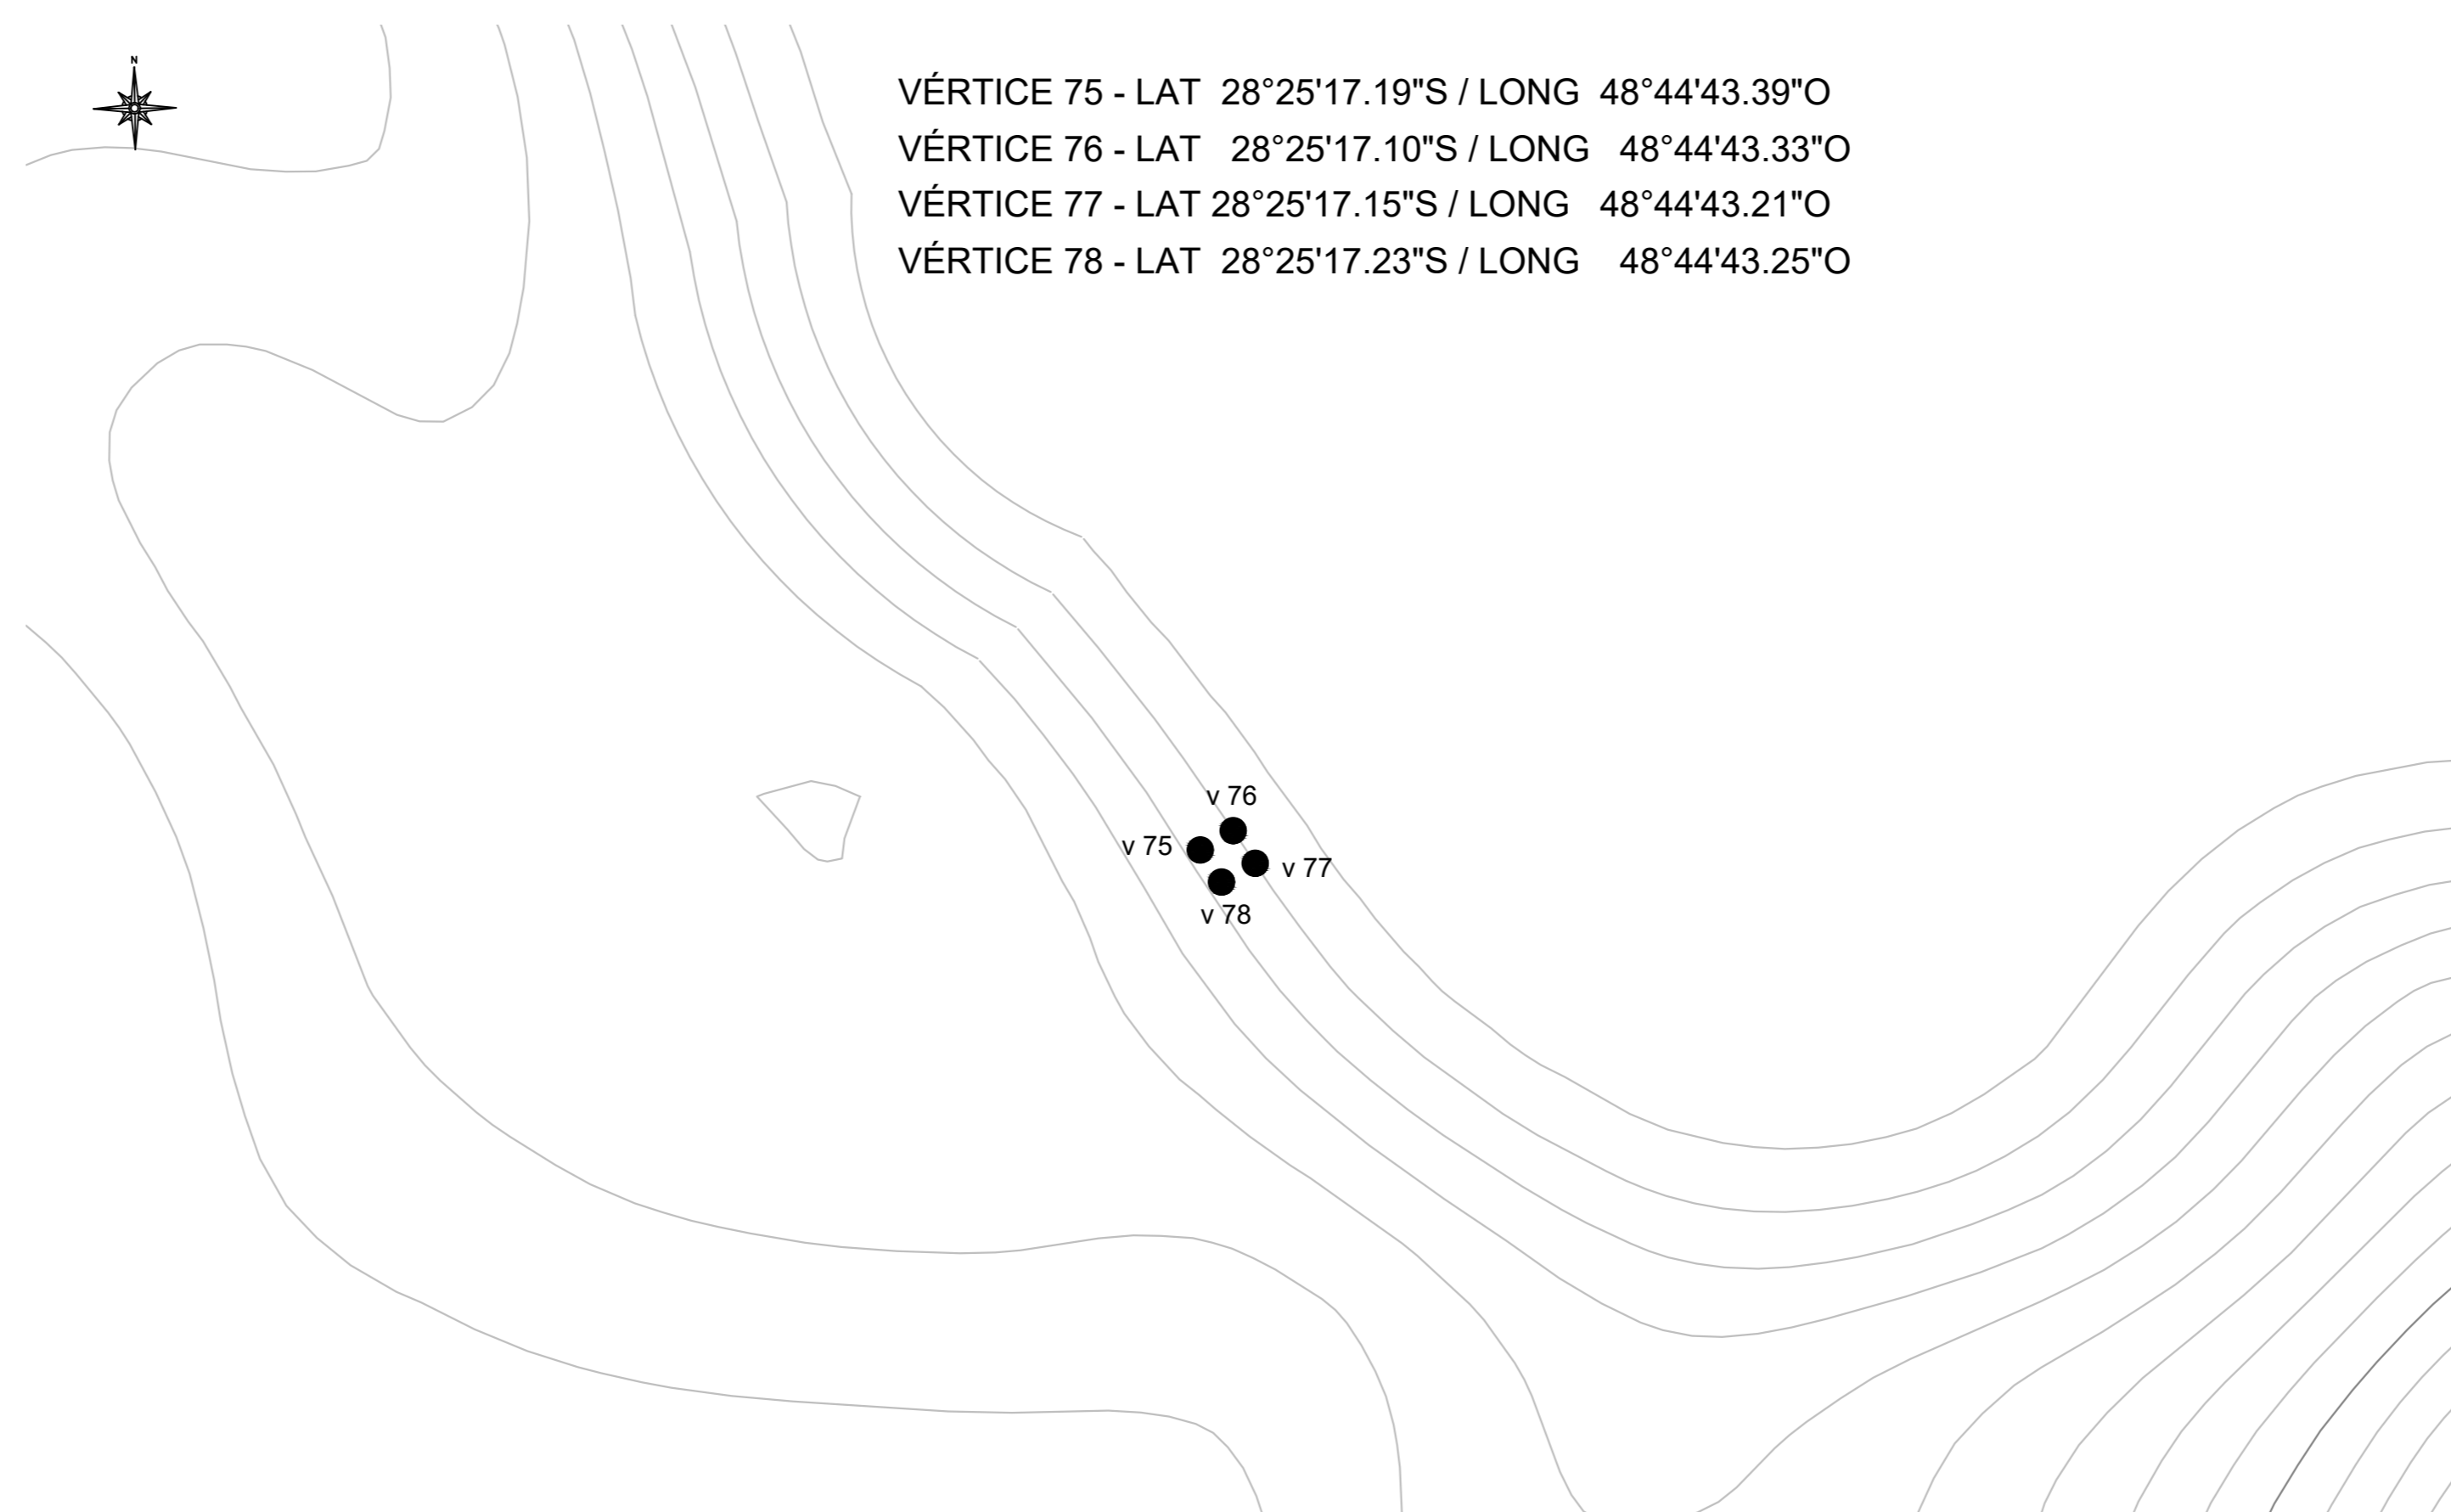 N
VÉRTICE 75 - LAT 28°25'17.19"S / LONG 48°44'43.39"O
VÉRTICE 76 - LAT 28°25'17.10"S / LONG 48°44'43.33"O
VÉRTICE 77 - LAT 28°25'17.15"S / LONG 48°44'43.21"O
VÉRTICE 78 - LAT 28°25'17.23"S / LONG 48°44'43.25"O
v 76
v 75
v 77
v 78